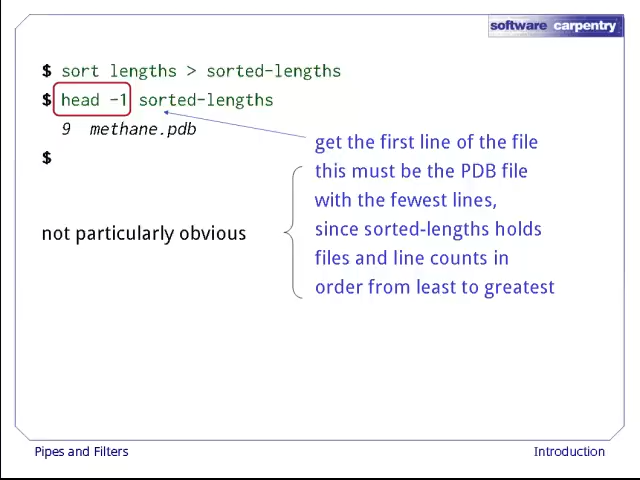 software carpentry
$ sort lengths > sorted-lengths
$ head -1 sorted-lengths
9 methane.pdb
$
get the first line of the file
this must be the PDB file
with the fewest lines,
since sorted-lengths holds
files and line counts in
order from least to greatest
not particularly obvious
Pipes and Filters
Introduction